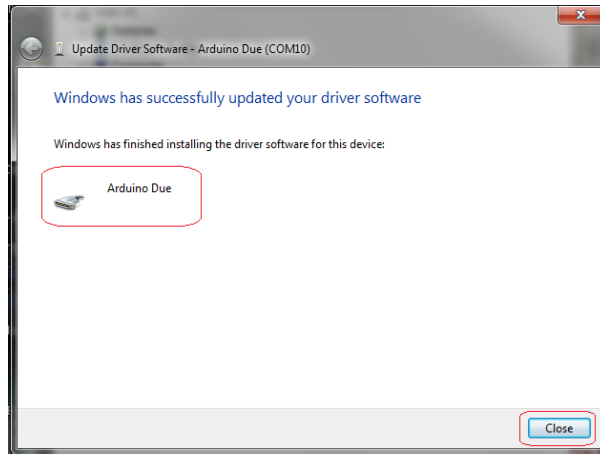 Update Driver Software - Arduino Due (COM10)
Windows has successfully updated your driver software
Windows has finished installing the driver software for this device:
Arduino Due
Close